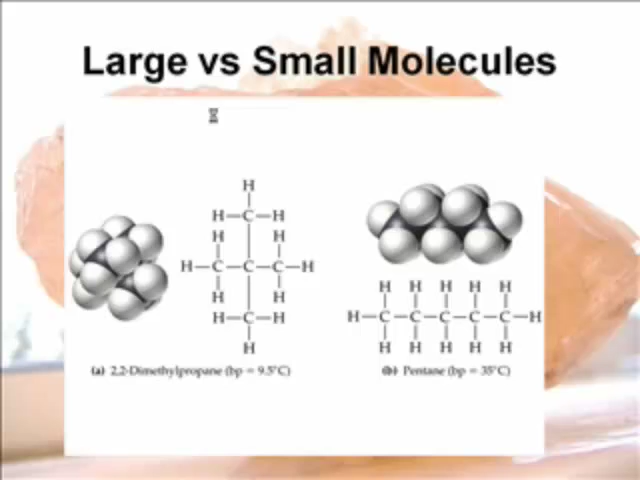 Large vs Small Molecules
H
H—C—H
H H
H—C—C—C—H
H H
H—C—H
H
H H H H H
H—C—C—C—C—C—H
H H H H H
(a) 2,2-Dimethylpropane (bp = 9.5°C)
(b) Pentane (bp = 35°C)